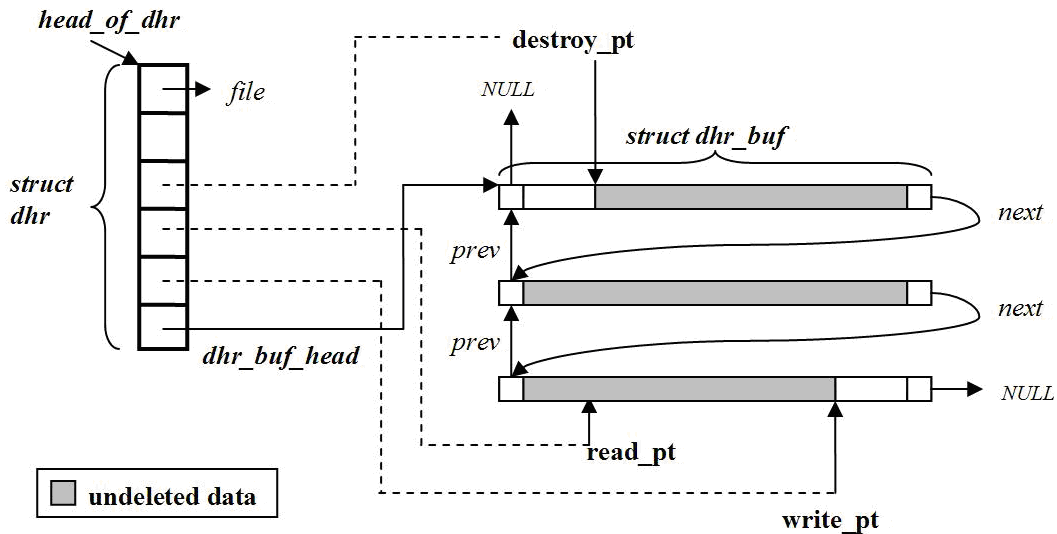 head_of_dhr
destroy_pt
file
NULL
struct dhr_buf
struct
dhr
next
prev
next
prev
dhr_buf_head
NULL
read_pt
undeleted data
write_pt